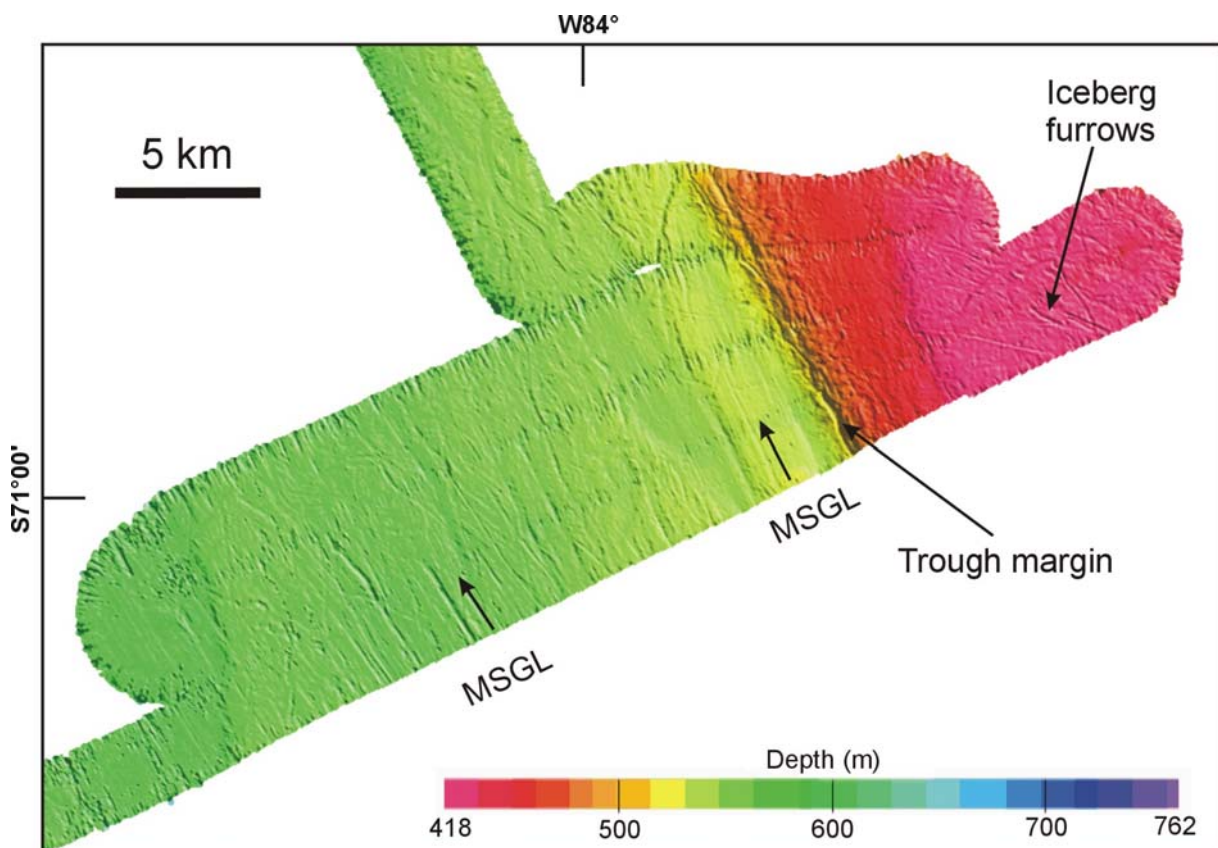 W84°
Iceberg
furrows
5 km
S71°00'
MSGL
Trough margin
MSGL
Depth (m)
418 500 600 700 762